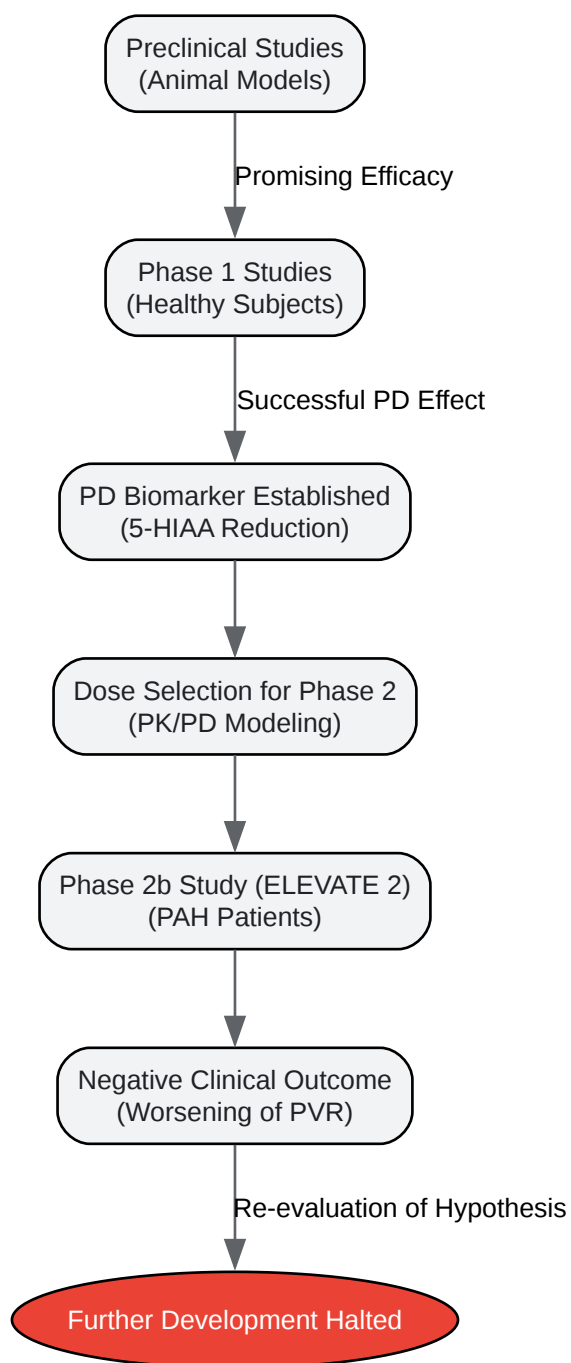 Preclinical Studies
(Animal Models)
Promising Efficacy
Phase 1 Studies
(Healthy Subjects)
Successful PD Effect
PD Biomarker Established
(5-HIAA Reduction)
Dose Selection for Phase 2
(PK/PD Modeling)
Phase 2b Study (ELEVATE 2)
(PAH Patients)
Negative Clinical Outcome
(Worsening of PVR)
Re-evaluation of Hypothesis
Further Development Halted